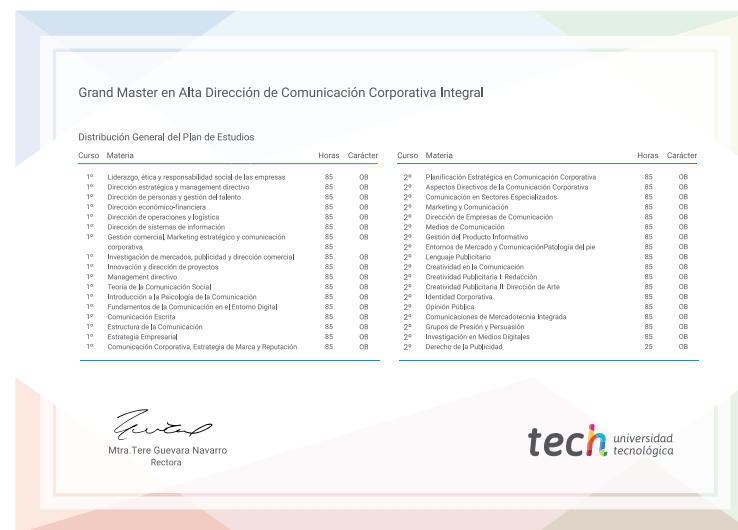 Grand Master en Alta Dirección de Comunicación Corporativa Integral
Distribución General del Plan de Estudios
Curso Materia Horas Carácter
1º Liderazgo, ética y responsabilidad social de las empresas 85 OB
1º Dirección estratégica y management directivo 85 OB
1º Dirección de personas y gestión del talento 85 OB
1º Dirección económico-financiera 85 OB
1º Dirección de operaciones y logística 85 OB
1º Dirección de sistemas de información 85 OB
1º Gestión comercial, Marketing estratégico y comunicación 85 OB
corporativa 85
1º Investigación de mercados, publicidad y dirección comercial 85 OB
1º Innovación y dirección de proyectos 85 OB
1º Management directivo 85 OB
1º Teoría de la Comunicación Social 85 OB
1º Introducción a la Psicología de la Comunicación 85 OB
1º Fundamentos de la Comunicación en el Entorno Digital 85 OB
1º Comunicación Escrita 85 OB
1º Estructura de la Comunicación 85 OB
1º Estrategia Empresarial 85 OB
1º Comunicación Corporativa, Estrategia de Marca y Reputación 85 OB
Curso Materia Horas Carácter
2º Planificación Estratégica en Comunicación Corporativa 85 OB
2º Aspectos Directivos de la Comunicación Corporativa 85 OB
2º Comunicación en Sectores Especializados 85 OB
2º Marketing y Comunicación 85 OB
2º Dirección de Empresas de Comunicación 85 OB
2º Medios de Comunicación 85 OB
2º Gestión del Producto Informativo 85 OB
2º Entornos de Mercado y ComunicaciónPatología del pie 85 OB
2º Lenguaje Publicitario 85 OB
2º Creatividad en la Comunicación 85 OB
2º Creatividad Publicitaria I: Redacción 85 OB
2º Creatividad Publicitaria II: Dirección de Arte 85 OB
2º Identidad Corporativa 85 OB
2º Opinión Pública 85 OB
2º Comunicaciones de Mercadotecnia Integrada 85 OB
2º Grupos de Presión y Persuasión 85 OB
2º Investigación en Medios Digitales 85 OB
2º Derecho de la Publicidad 25 OB
Mtra.Tere Guevara Navarro
Rectora
tech universidad
tecnológica